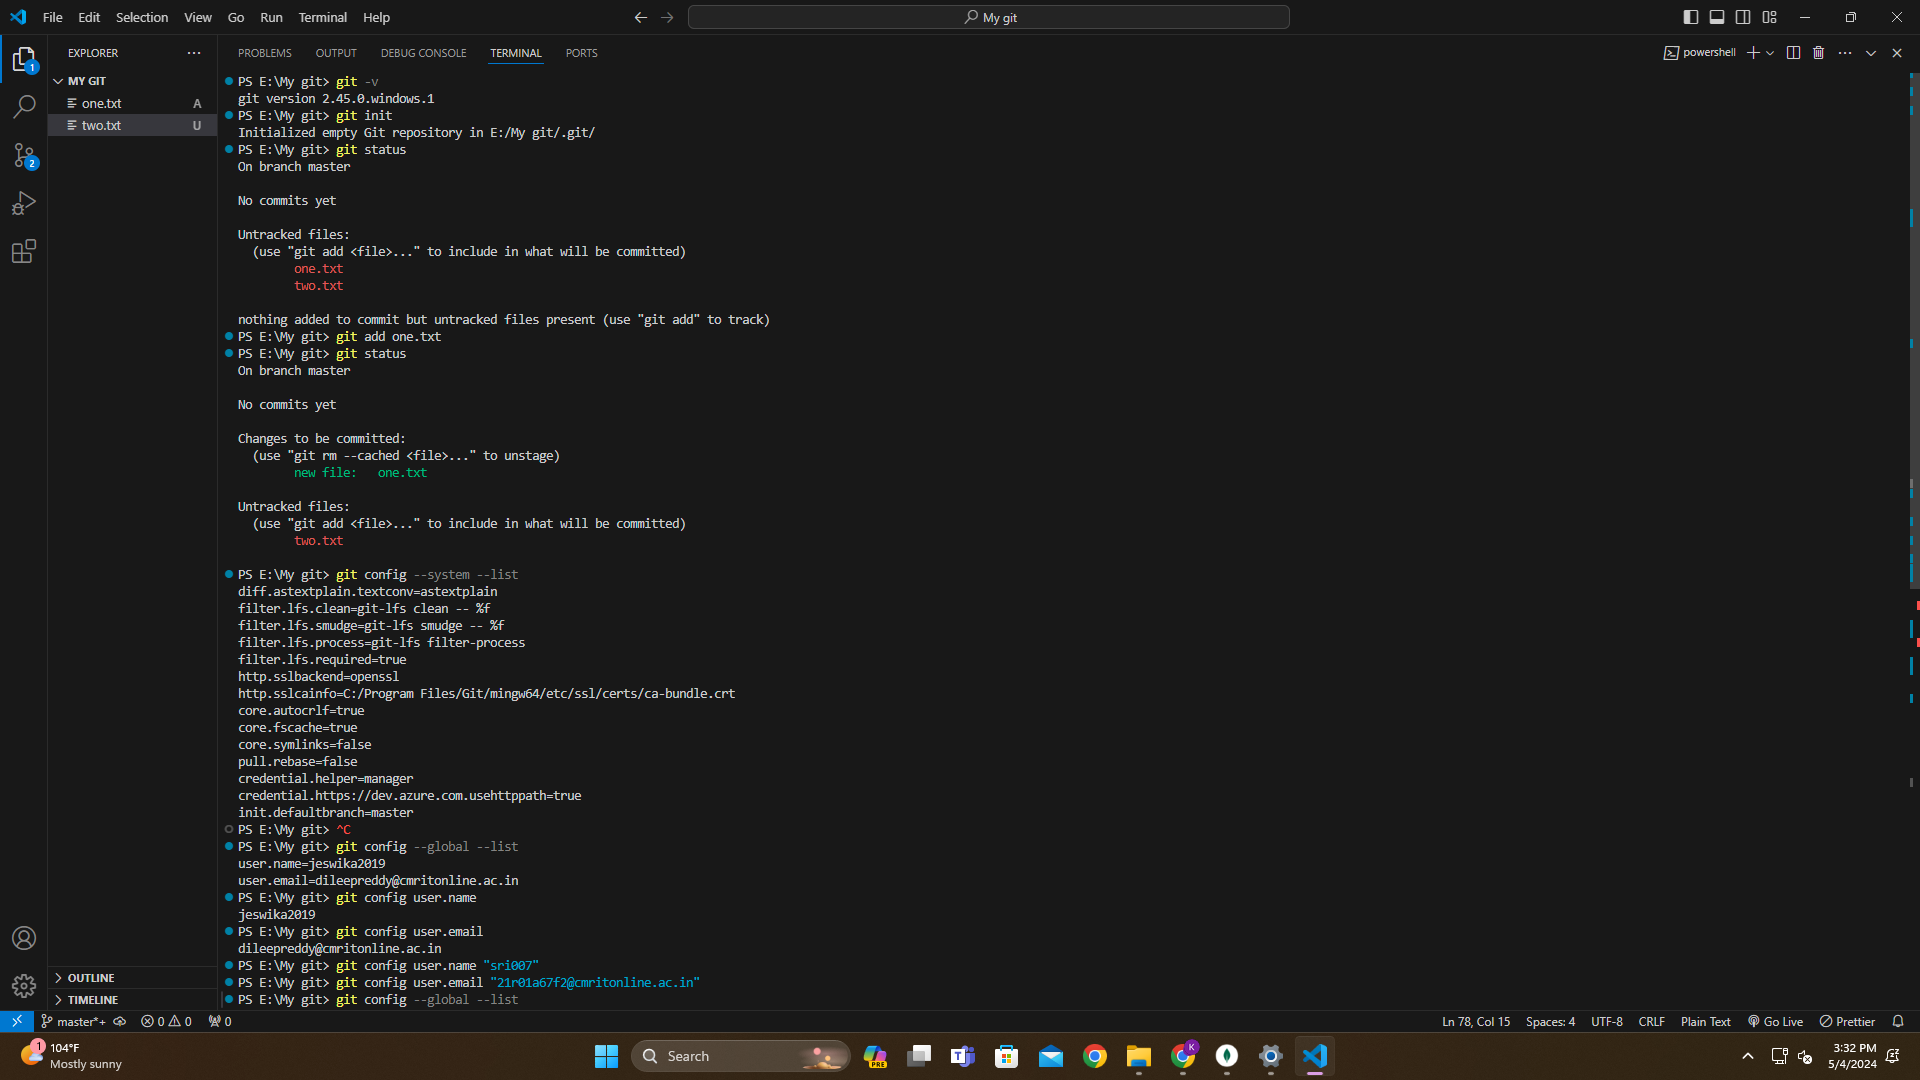 File Edit Selection View Go Run Terminal Help
My git
EXPLORER
MY GIT
one.txt A
two.txt U
OUTLINE
TIMELINE
1
2
PROBLEMS OUTPUT DEBUG CONSOLE TERMINAL PORTS
powershell
PS E:\My git> git -v
git version 2.45.0.windows.1
PS E:\My git> git init
Initialized empty Git repository in E:/My git/.git/
PS E:\My git> git status
On branch master
No commits yet
Untracked files:
(use "git add <file>..." to include in what will be committed)
one.txt
two.txt
nothing added to commit but untracked files present (use "git add" to track)
PS E:\My git> git add one.txt
PS E:\My git> git status
On branch master
No commits yet
Changes to be committed:
(use "git rm --cached <file>..." to unstage)
new file:   one.txt
Untracked files:
(use "git add <file>..." to include in what will be committed)
two.txt
PS E:\My git> git config --system --list
diff.astextplain.textconv=astextplain
filter.lfs.clean=git-lfs clean -- %f
filter.lfs.smudge=git-lfs smudge -- %f
filter.lfs.process=git-lfs filter-process
filter.lfs.required=true
http.sslbackend=openssl
http.sslcainfo=C:/Program Files/Git/mingw64/etc/ssl/certs/ca-bundle.crt
core.autocrlf=true
core.fscache=true
core.symlinks=false
pull.rebase=false
credential.helper=manager
credential.https://dev.azure.com.usehttppath=true
init.defaultbranch=master
PS E:\My git> ^C
PS E:\My git> git config --global --list
user.name=jeswika2019
user.email=dileepreddy@cmritonline.ac.in
PS E:\My git> git config user.name
jeswika2019
PS E:\My git> git config user.email
dileepreddy@cmritonline.ac.in
PS E:\My git> git config user.name "sri007"
PS E:\My git> git config user.email "21r01a67f2@cmritonline.ac.in"
PS E:\My git> git config --global --list
master*+ 0 0 0
Ln 78, Col 15 Spaces: 4 UTF-8 CRLF Plain Text Go Live Prettier
1
104°F
Mostly sunny
Search
PRE
K
3:32 PM
5/4/2024